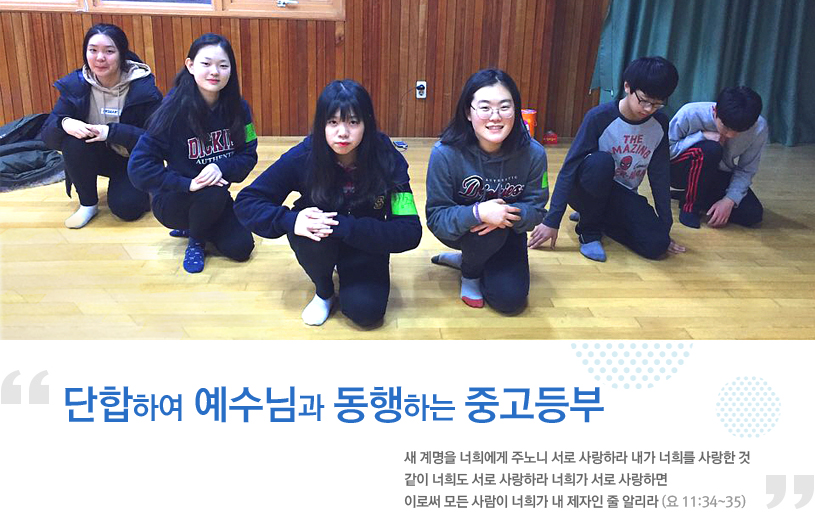 DICKIES
AUTHENTIC
THE
AMAZING
단합하여 예수님과 동행하는 중고등부
새 계명을 너희에게 주노니 서로 사랑하라 내가 너희를 사랑한 것
같이 너희도 서로 사랑하라 너희가 서로 사랑하면
이로써 모든 사람이 너희가 내 제자인 줄 알리라 (요 11:34~35)